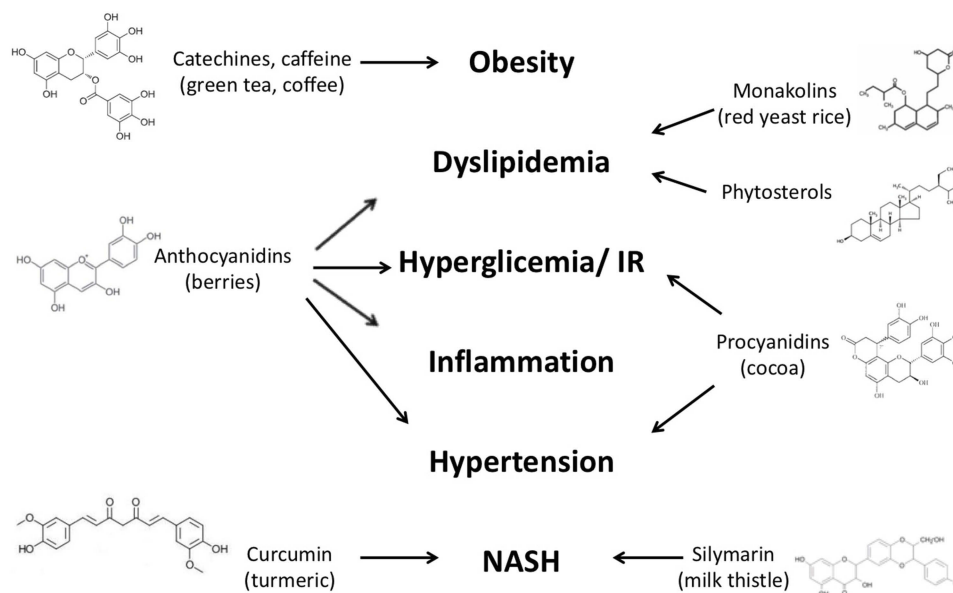 Catechines, caffeine
(green tea, coffee)
Obesity
Monakolins
(red yeast rice)
Dyslipidemia
Phytosterols
Anthocyanidins
(berries)
Hyperglicemia/ IR
Procyanidins
(cocoa)
Inflammation
Hypertension
Curcumin
(turmeric)
NASH
Silymarin
(milk thistle)